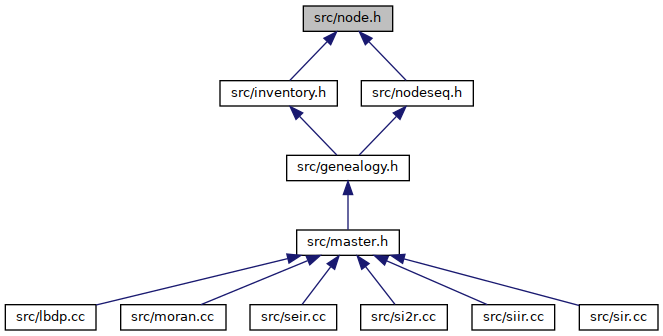 src/node.h
src/inventory.h
src/nodeseq.h
src/genealogy.h
src/master.h
src/lbdp.cc
src/moran.cc
src/seir.cc
src/si2r.cc
src/siir.cc
src/sir.cc